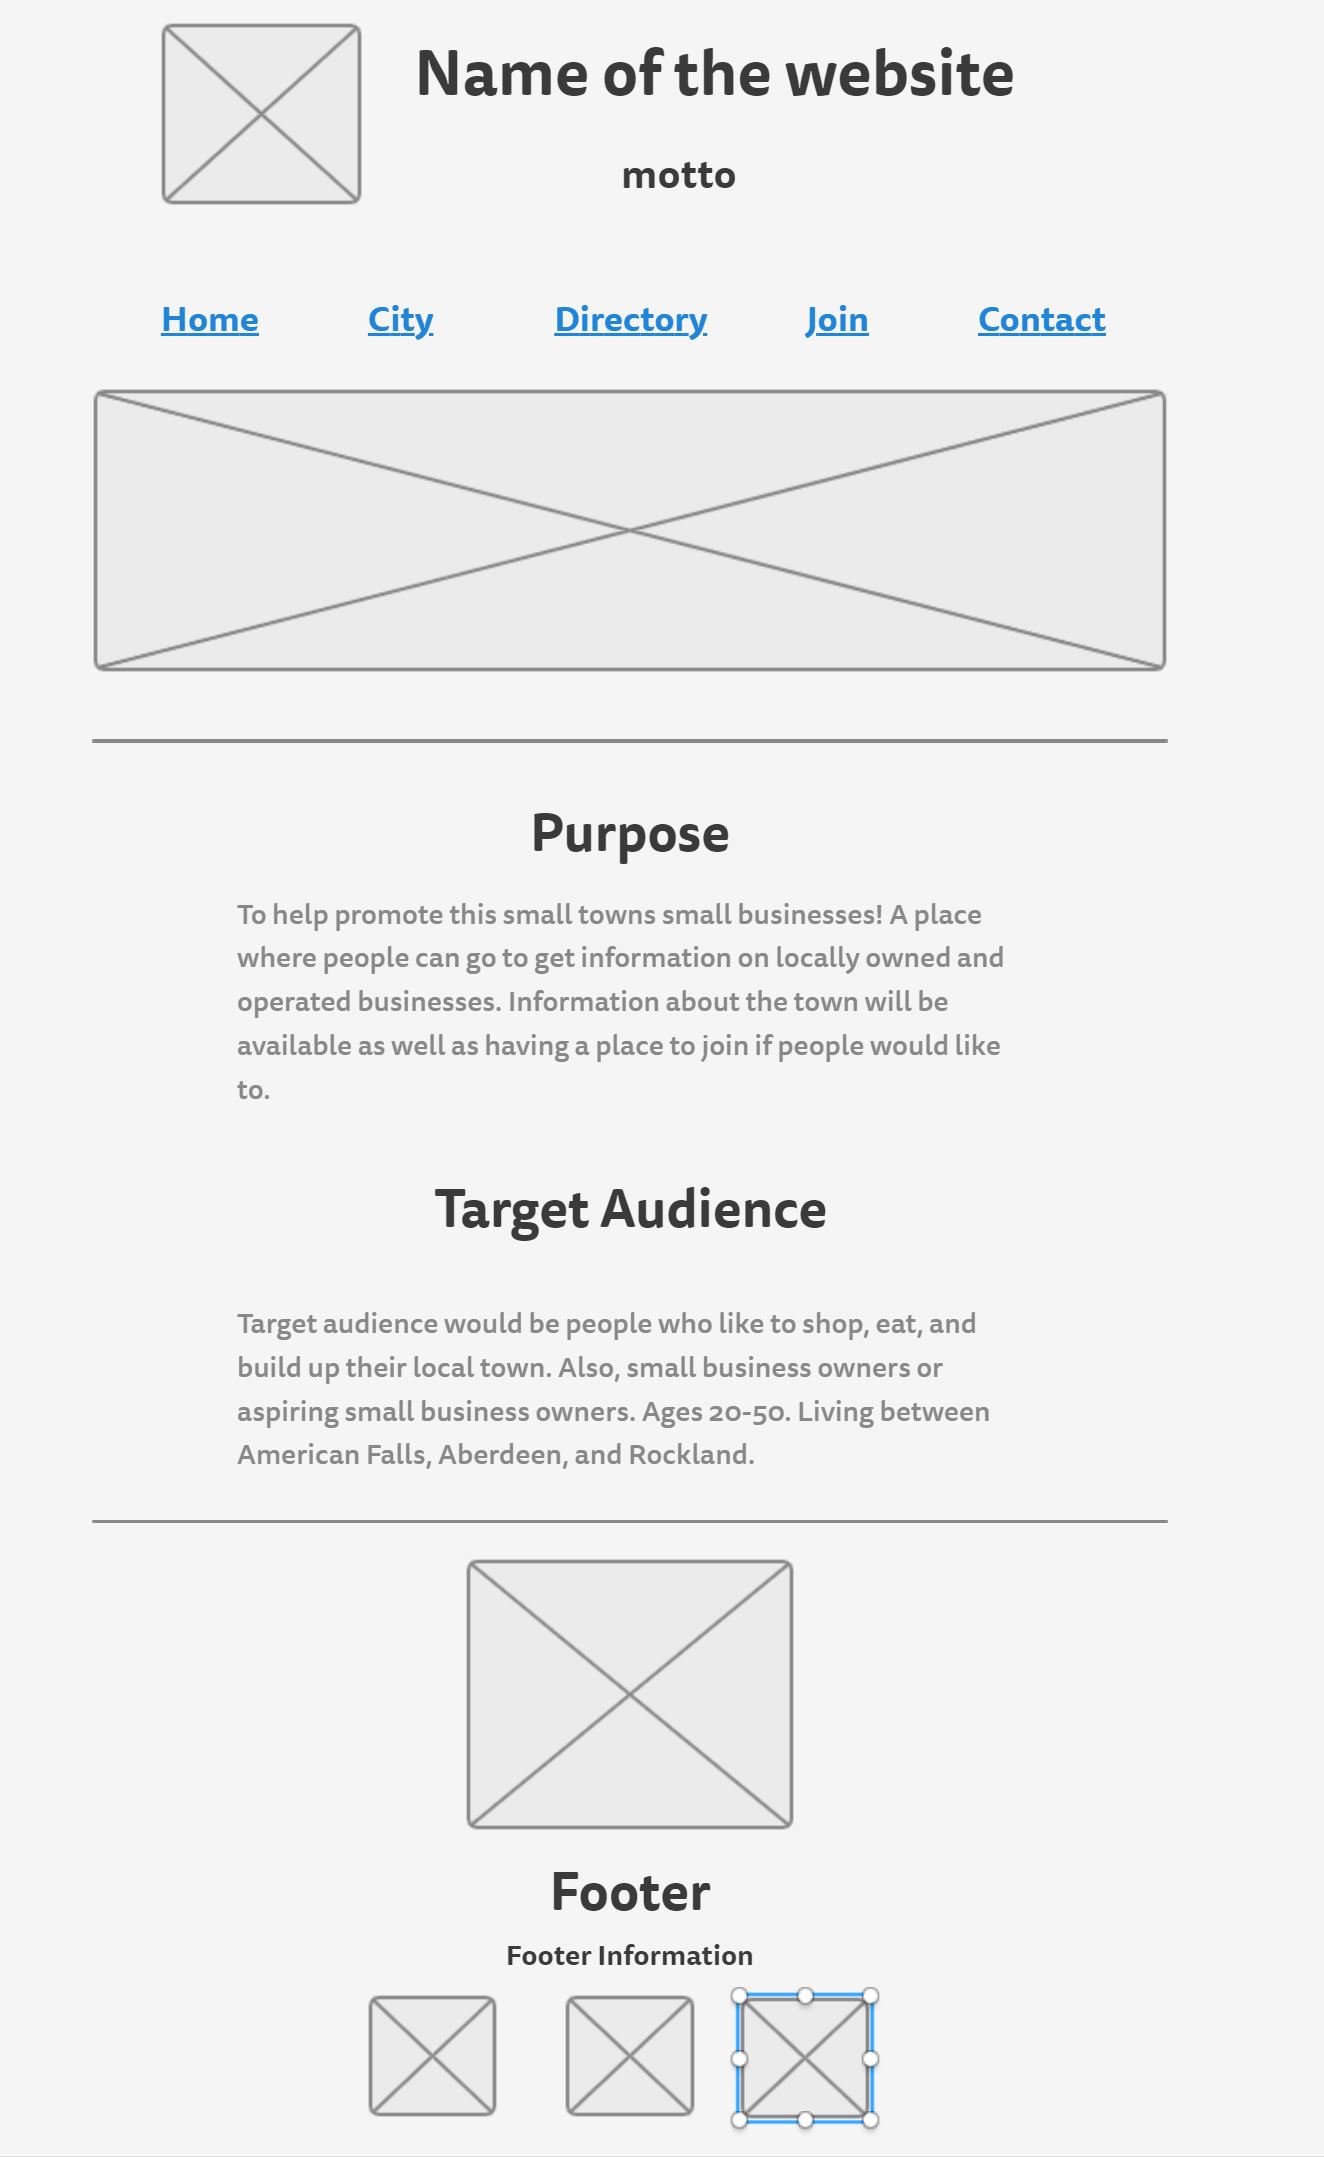 Name of the website
motto
Home City Directory Join Contact
Purpose
To help promote this small towns small businesses! A place
where people can go to get information on locally owned and
operated businesses. Information about the town will be
available as well as having a place to join if people would like
to.
Target Audience
Target audience would be people who like to shop, eat, and
build up their local town. Also, small business owners or
aspiring small business owners. Ages 20-50. Living between
American Falls, Aberdeen, and Rockland.
Footer
Footer Information